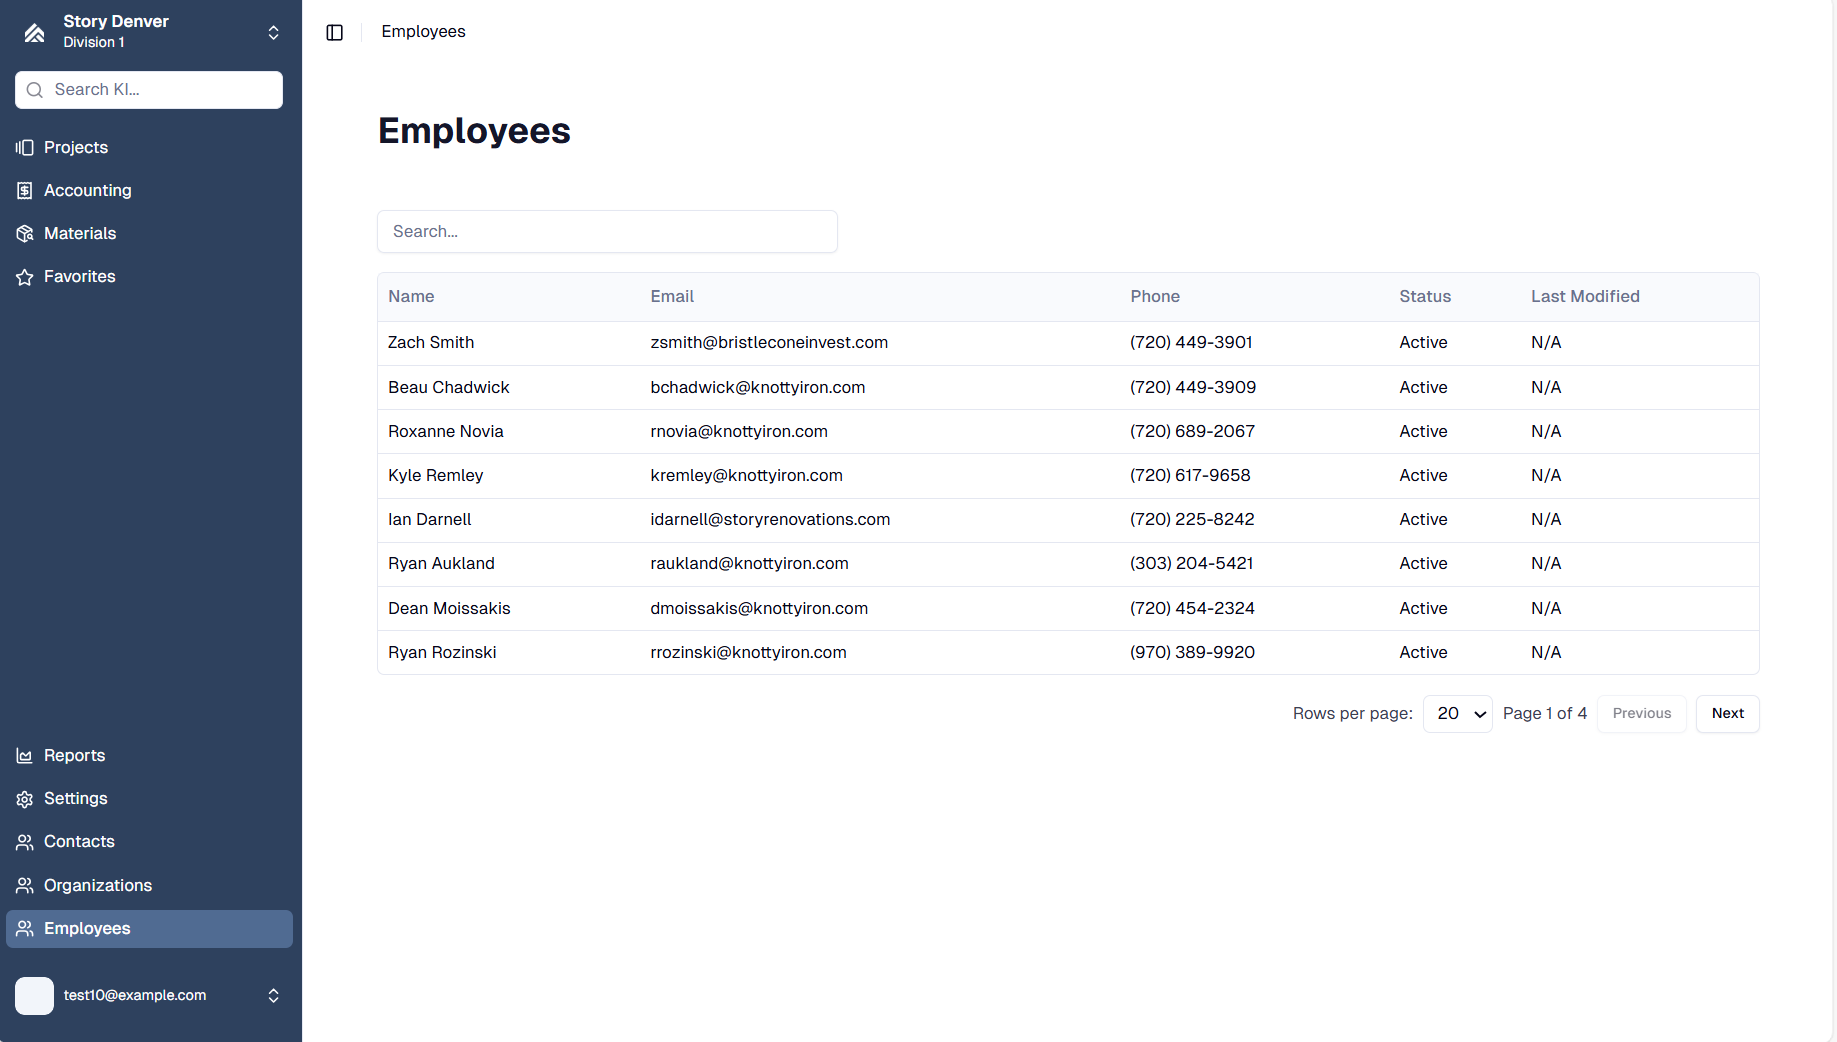 Story Denver
Division 1
Search KI...
Projects
Accounting
Materials
Favorites
Reports
Settings
Contacts
Organizations
Employees
test10@example.com
Employees
Employees
Search...
Name Email Phone Status Last Modified
Zach Smith zsmith@bristleconeinvest.com (720) 449-3901 Active N/A
Beau Chadwick bchadwick@knottyiron.com (720) 449-3909 Active N/A
Roxanne Novia rnovia@knottyiron.com (720) 689-2067 Active N/A
Kyle Remley kremley@knottyiron.com (720) 617-9658 Active N/A
Ian Darnell idarnell@storyrenovations.com (720) 225-8242 Active N/A
Ryan Aukland raukland@knottyiron.com (303) 204-5421 Active N/A
Dean Moissakis dmoissakis@knottyiron.com (720) 454-2324 Active N/A
Ryan Rozinski rrozinski@knottyiron.com (970) 389-9920 Active N/A
Rows per page: 20 Page 1 of 4 Previous Next